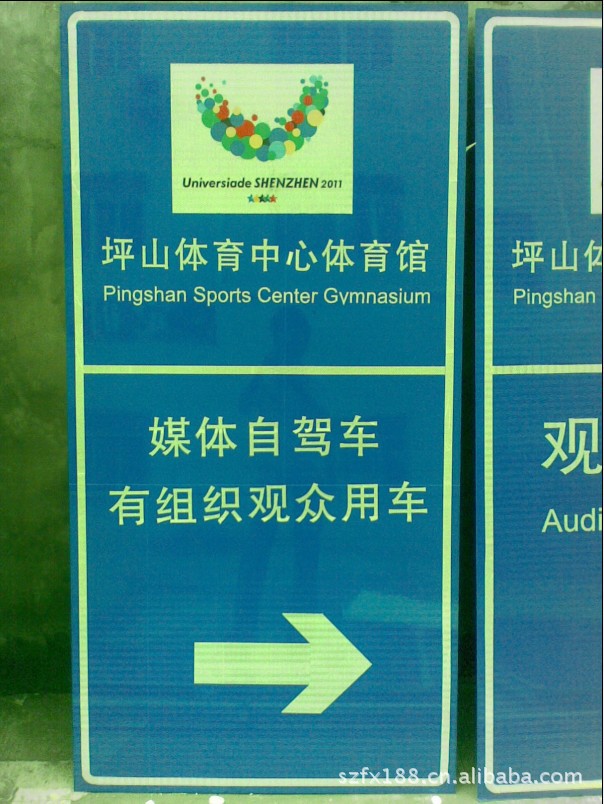 Universiade SHENZHEN 2011
坪山体育中心体育馆
Pingshan Sports Center Gymnasium
媒体自驾车
有组织观众用车
坪山体
Pingshan
观
Audi
szfx188.cn.alibaba.com